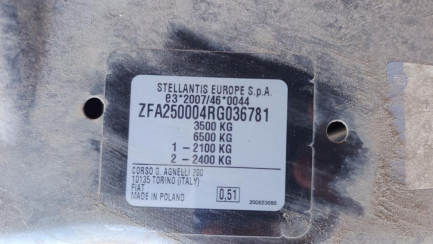 STELLANTIS EUROPE S.p.A.
e3*2007/46*0044
ZFA250004RG036781
3500 KG
6500 KG
1 - 2100 KG
2 - 2400 KG
CORSO G. AGNELLI 200
10135 TORINO (ITALY)
FIAT
MADE IN POLAND
0,51